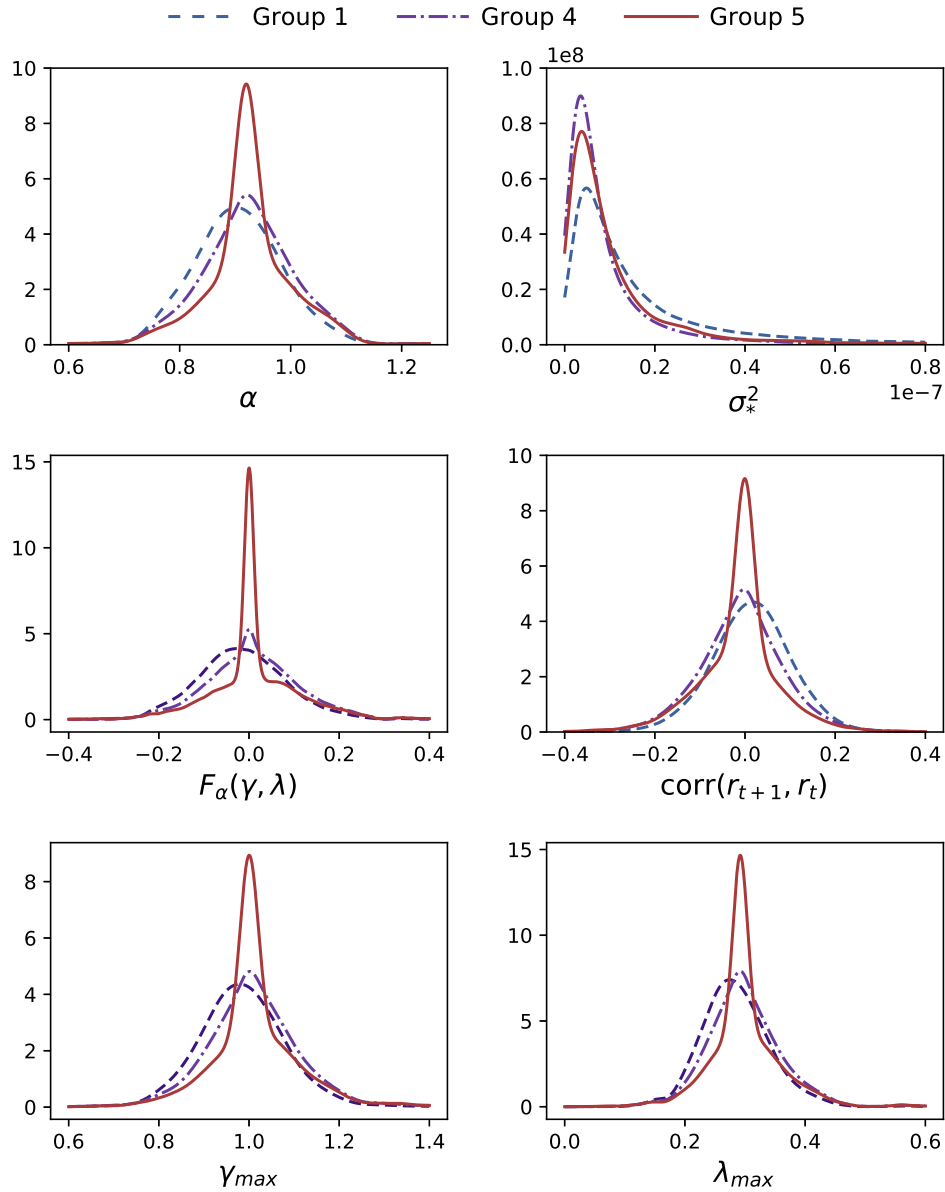 Group 1 Group 4 Group 5
10
8
6
4
2
0
0.6 0.8 1.0 1.2
α
1e8
1.0
0.8
0.6
0.4
0.2
0.0
0.0 0.2 0.4 0.6 0.8
1e−7
σ²∗
15
10
5
0
−0.4 −0.2 0.0 0.2 0.4
Fα(γ, λ)
10
8
6
4
2
0
−0.4 −0.2 0.0 0.2 0.4
corr(rₜ₊₁, rₜ)
8
6
4
2
0
0.6 0.8 1.0 1.2 1.4
γmax
15
10
5
0
0.0 0.2 0.4 0.6
λmax